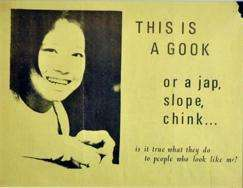 THIS IS
A GOOK
or a jap,
slope,
chink...
is it true what they do
to people who look like me?